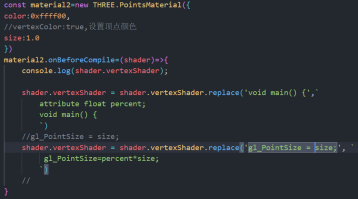 const material2=new THREE.PointsMaterial({
color:0xffff00,
//vertexColor:true,设置顶点颜色
size:1.0
})
material2.onBeforeCompile=(shader)=>{
console.log(shader.vertexShader);
shader.vertexShader = shader.vertexShader.replace('void main() {',`
attribute float percent;
void main() {
`)
//gl_PointSize = size;
shader.vertexShader = shader.vertexShader.replace('gl_PointSize = size;', `
gl_PointSize=percent*size;
`)
//
}